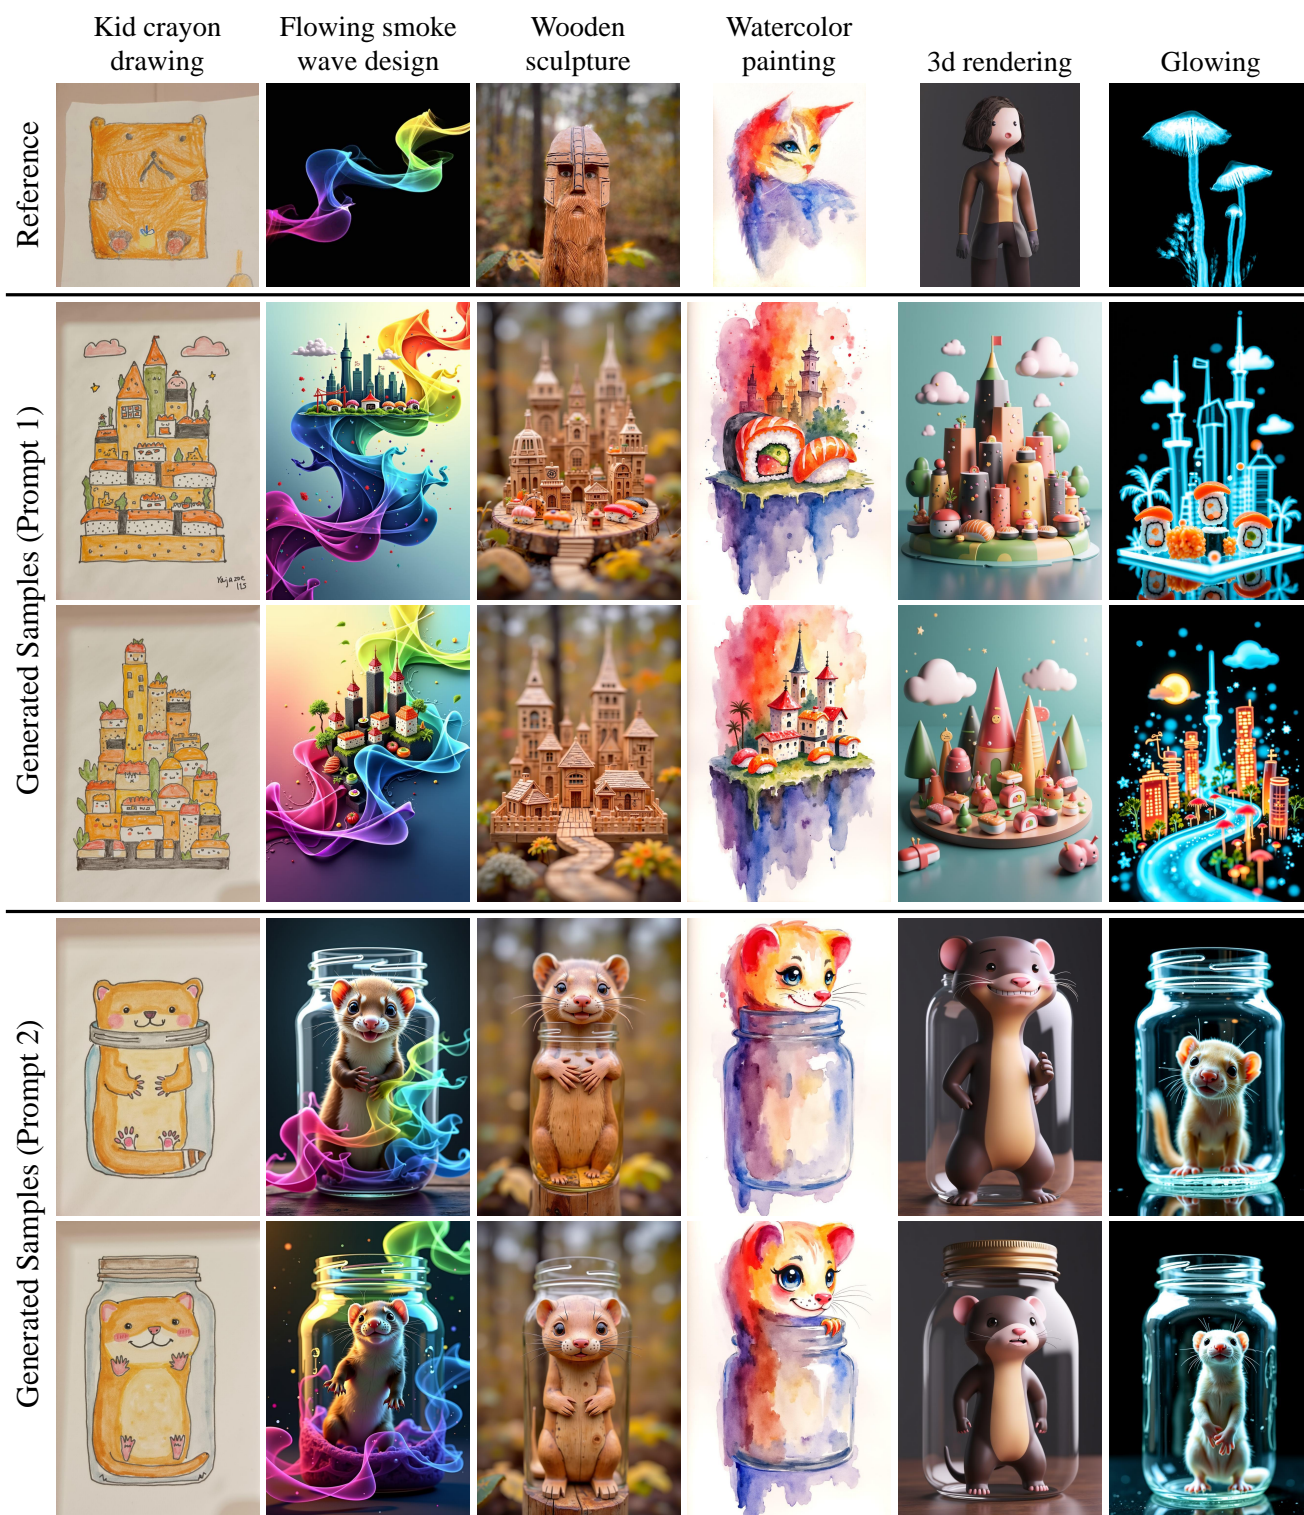 Kid crayon
drawing
Flowing smoke
wave design
Wooden
sculpture
Watercolor
painting
3d rendering
Glowing
Reference
Generated Samples (Prompt 1)
Generated Samples (Prompt 2)